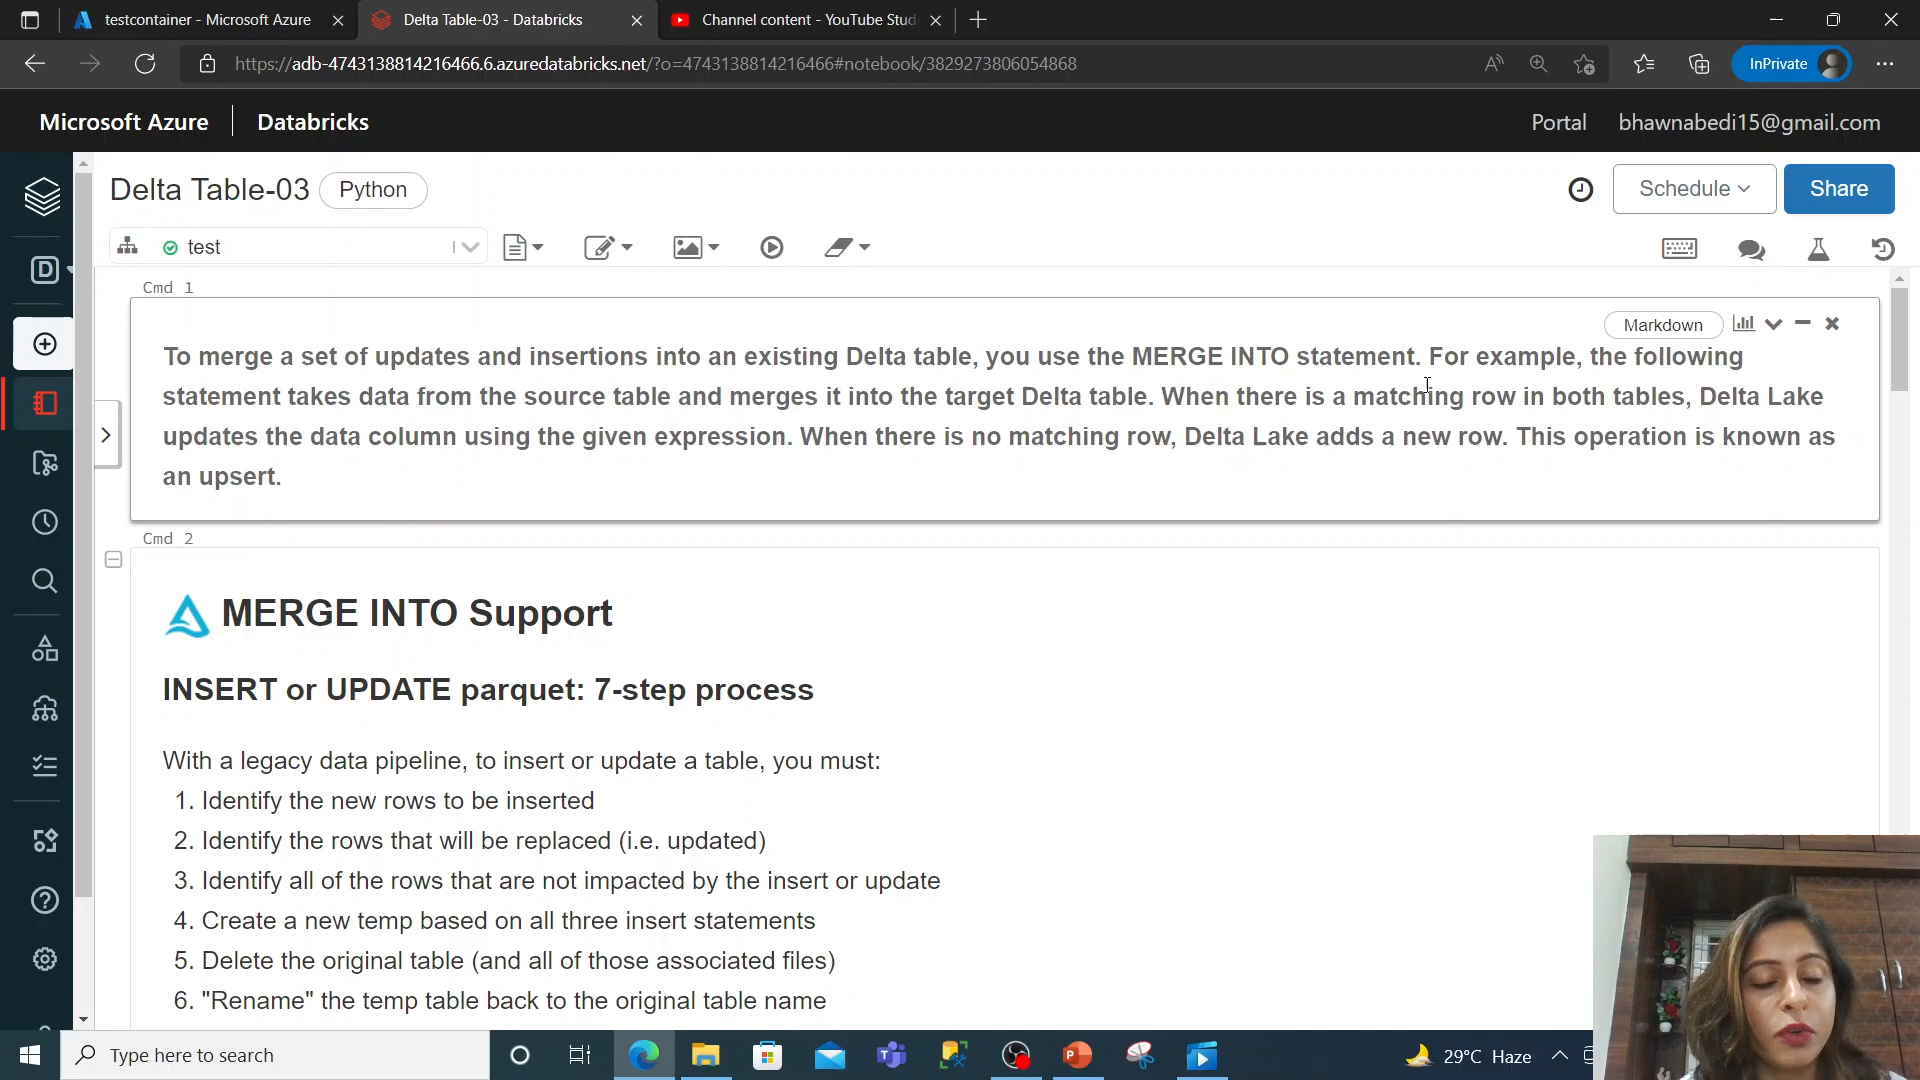 testcontainer - Microsoft Azure
Delta Table-03 - Databricks
Channel content - YouTube Stud
https://adb-4743138814216466.6.azuredatabricks.net/?o=4743138814216466#notebook/3829273806054868
InPrivate
Microsoft Azure Databricks
Portal bhawnabedi15@gmail.com
Delta Table-03 Python
Schedule Share
test
Cmd 1
Markdown
To merge a set of updates and insertions into an existing Delta table, you use the MERGE INTO statement. For example, the following
statement takes data from the source table and merges it into the target Delta table. When there is a matching row in both tables, Delta Lake
updates the data column using the given expression. When there is no matching row, Delta Lake adds a new row. This operation is known as
an upsert.
Cmd 2
MERGE INTO Support
INSERT or UPDATE parquet: 7-step process
With a legacy data pipeline, to insert or update a table, you must:
1. Identify the new rows to be inserted
2. Identify the rows that will be replaced (i.e. updated)
3. Identify all of the rows that are not impacted by the insert or update
4. Create a new temp based on all three insert statements
5. Delete the original table (and all of those associated files)
6. "Rename" the temp table back to the original table name
Type here to search
29°C Haze